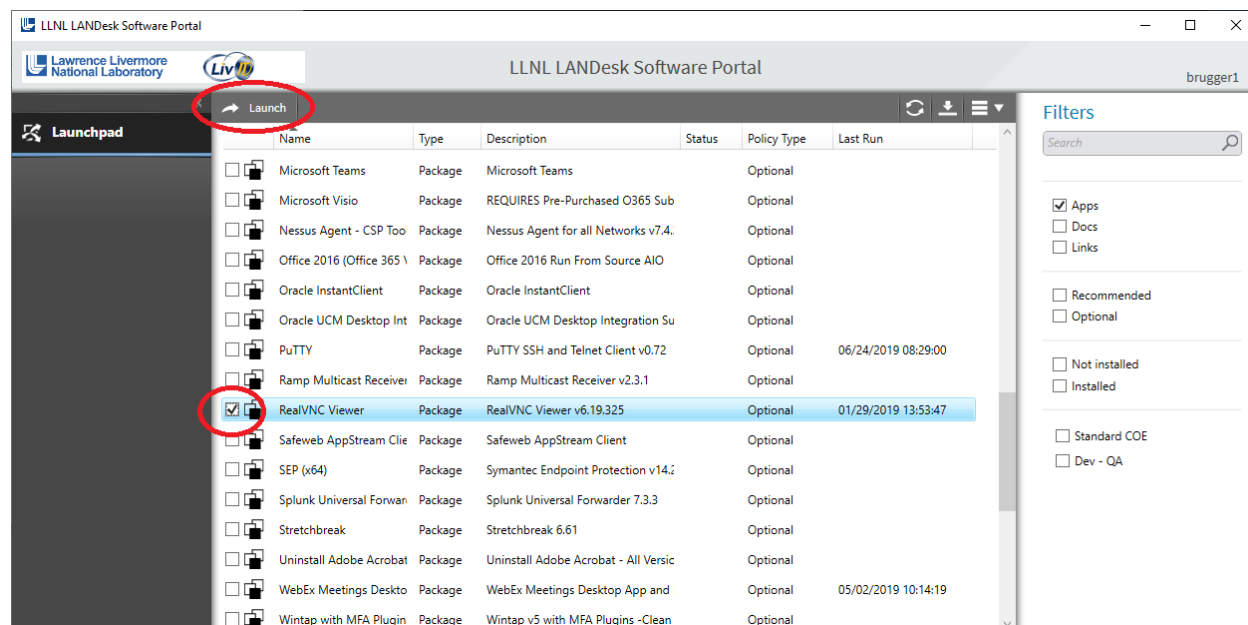 LLNL LANDesk Software Portal
Lawrence Livermore
National Laboratory
Liv
LLNL LANDesk Software Portal
brugger1
Launchpad
Launch
Name Type Description Status Policy Type Last Run
Microsoft Teams Package Microsoft Teams Optional
Microsoft Visio Package REQUIRES Pre-Purchased O365 Sub Optional
Nessus Agent - CSP Too Package Nessus Agent for all Networks v7.4. Optional
Office 2016 (Office 365 \ Package Office 2016 Run From Source AIO Optional
Oracle InstantClient Package Oracle InstantClient Optional
Oracle UCM Desktop Int Package Oracle UCM Desktop Integration Su Optional
PuTTY Package PuTTY SSH and Telnet Client v0.72 Optional 06/24/2019 08:29:00
Ramp Multicast Receiver Package Ramp Multicast Receiver v2.3.1 Optional
RealVNC Viewer Package RealVNC Viewer v6.19.325 Optional 01/29/2019 13:53:47
Safeweb AppStream Clie Package Safeweb AppStream Client Optional
SEP (x64) Package Symantec Endpoint Protection v14.2 Optional
Splunk Universal Forwar Package Splunk Universal Forwarder 7.3.3 Optional
Stretchbreak Package Stretchbreak 6.61 Optional
Uninstall Adobe Acrobat Package Uninstall Adobe Acrobat - All Versic Optional
WebEx Meetings Deskto Package WebEx Meetings Desktop App and Optional 05/02/2019 10:14:19
Wintap with MFA Plugin Package Wintap v5 with MFA Plugins -Clean Optional
Filters
Search
Apps
Docs
Links
Recommended
Optional
Not installed
Installed
Standard COE
Dev - QA